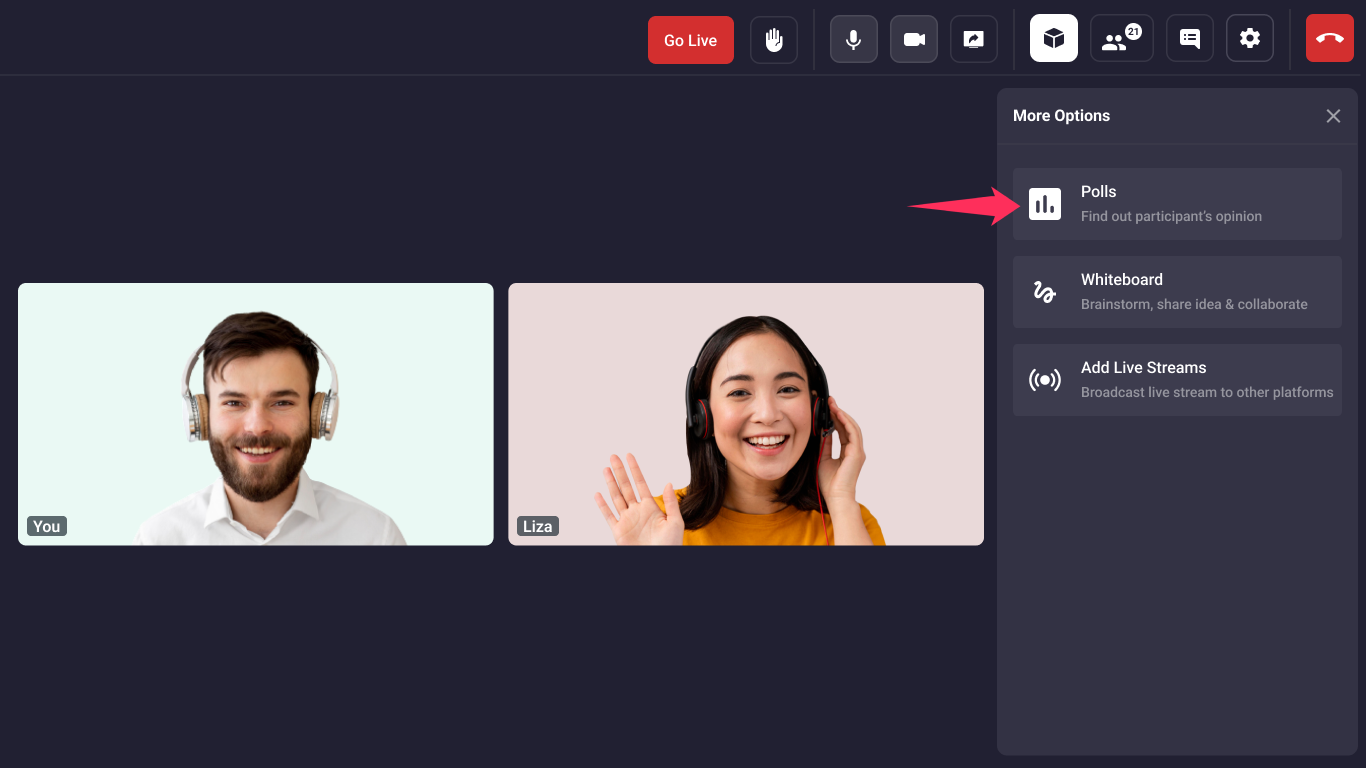 Go Live
21
More Options
Polls
Find out participant's opinion
Whiteboard
Brainstorm, share idea & collaborate
Add Live Streams
Broadcast live stream to other platforms
You
Liza